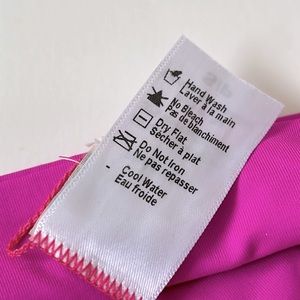 Hand Wash
Laver à la main
No Bleach
Pas de blanchiment
Dry Flat
Sécher à plat
Do Not Iron
Ne pas repasser
- Cool Water
Eau froide